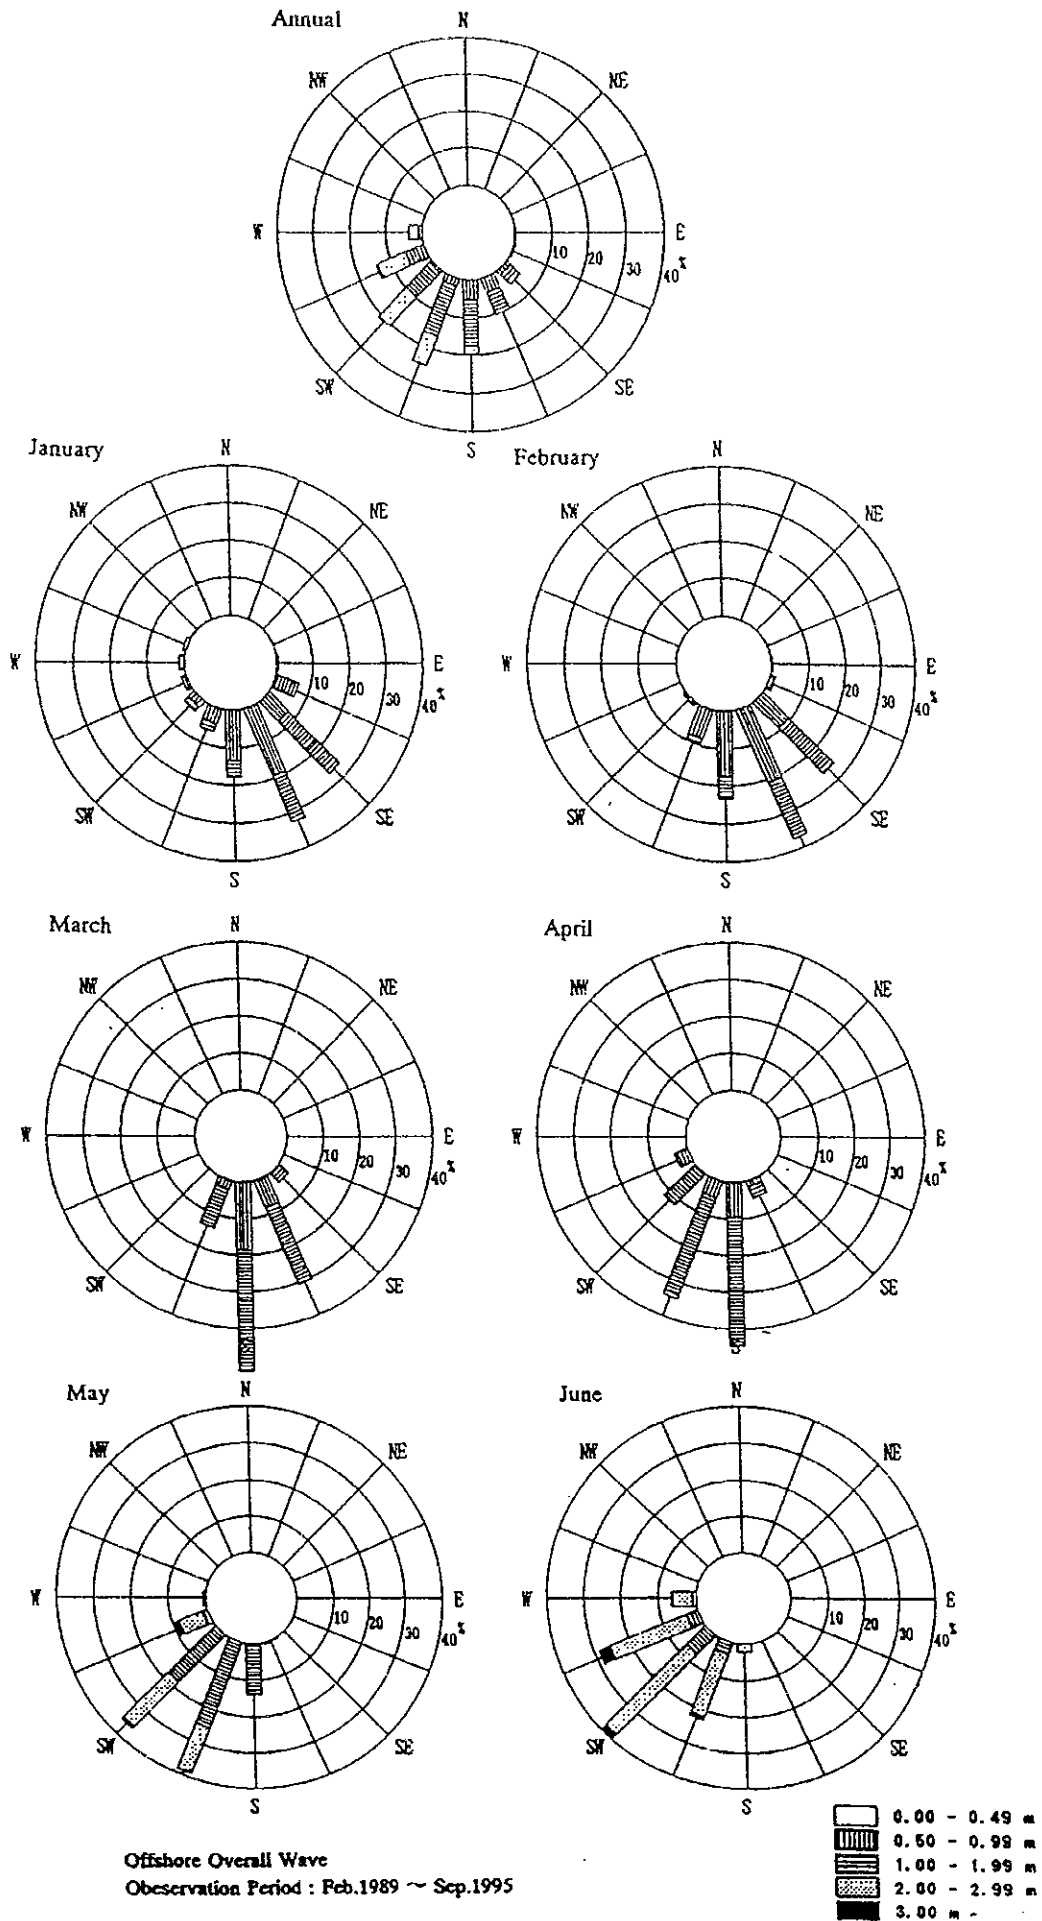 Annual
N
NW NE
W E
10 20 30 40%
SW SE
S
January
N
NW NE
W E
10 20 30 40%
SW SE
S
February
N
NW NE
W E
10 20 30 40%
SW SE
S
March
N
NW NE
W E
10 20 30 40%
SW SE
April
N
NW NE
W E
10 20 30 40%
SW SE
S
May
N
NW NE
W E
10 20 30 40%
SW SE
S
June
N
NW NE
W E
10 20 30 40%
SW SE
S
Offshore Overall Wave
Obeservation Period : Feb.1989 ~ Sep.1995
0.00 - 0.49 m
0.50 - 0.99 m
1.00 - 1.99 m
2.00 - 2.99 m
3.00 m -